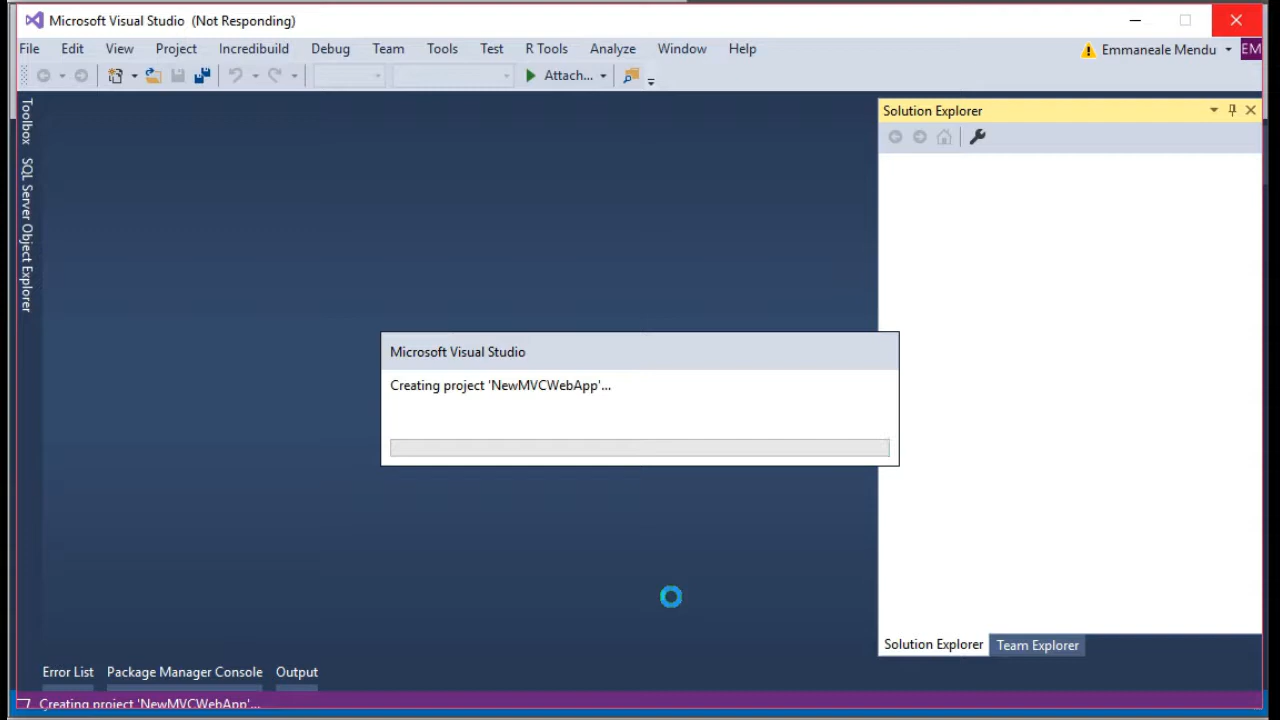 Microsoft Visual Studio (Not Responding)
File Edit View Project Incredibuild Debug Team Tools Test R Tools Analyze Window Help
Emmaneale Mendu EM
Attach...
Toolbox
SQL Server Object Explorer
Solution Explorer
Microsoft Visual Studio
Creating project 'NewMVCWebApp'...
Solution Explorer Team Explorer
Error List Package Manager Console Output
Creating project 'NewMVCWebApp'...